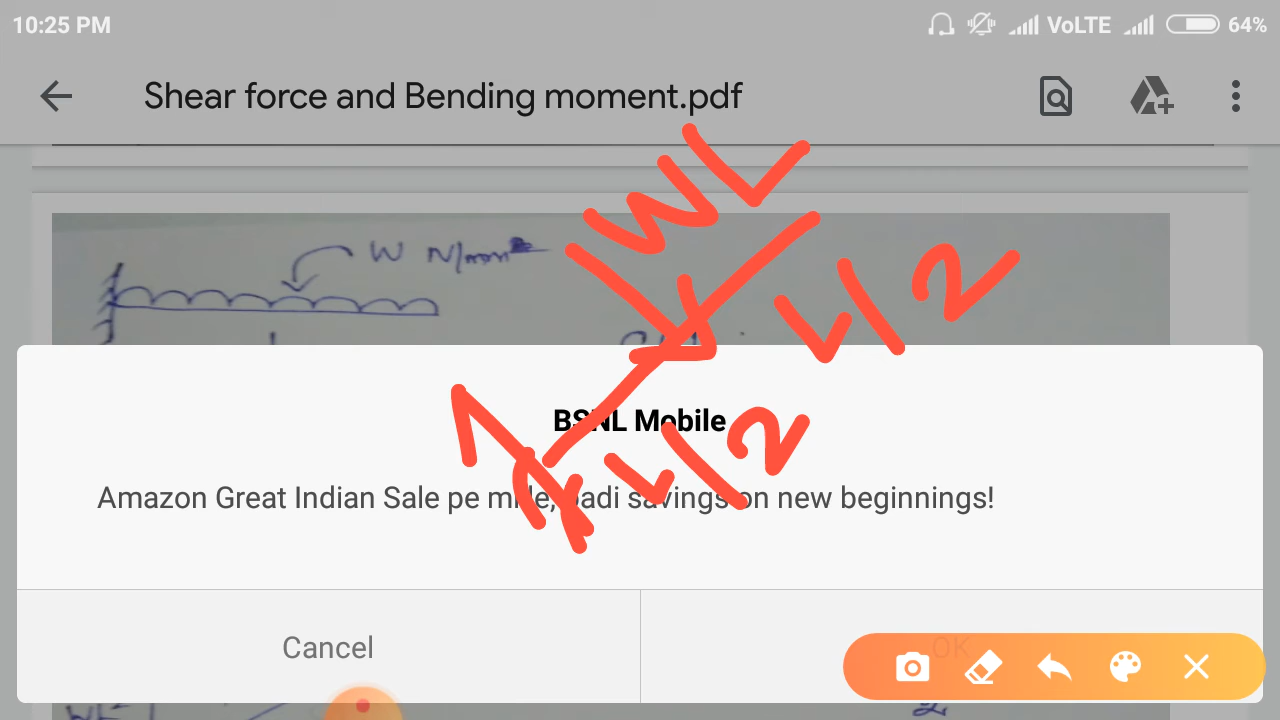 10:25 PM VoLTE 64%
Shear force and Bending moment.pdf
WL
W N/mm
L/2
BSNL Mobile
L/2
Amazon Great Indian Sale pe mile, badi savings on new beginnings!
Cancel OK